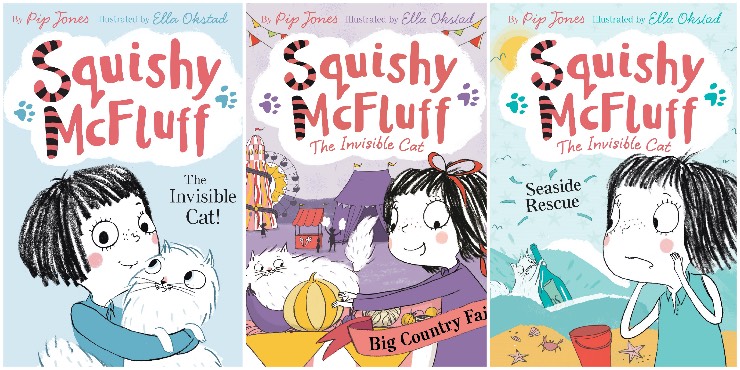 By Pip Jones Illustrated by Ella Okstad
Squishy
McFluff
The
Invisible
Cat!
By Pip Jones Illustrated by Ella Okstad
Squishy
McFluff
The Invisible Cat
Big Country Fai
By Pip Jones Illustrated by Ella Okstad
Squishy
McFluff
The Invisible Cat
Seaside
Rescue